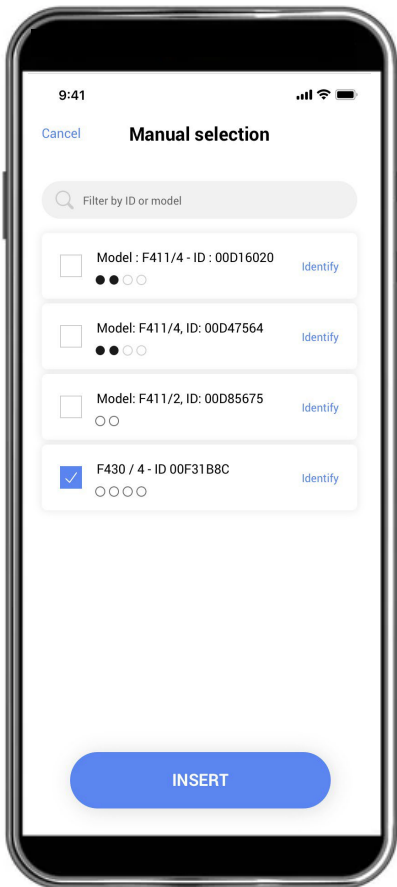 9:41
Cancel
Manual selection
Filter by ID or model
Model : F411/4 - ID : 00D16020
Identify
Model: F411/4, ID: 00D47564
Identify
Model: F411/2, ID: 00D85675
Identify
F430 / 4 - ID 00F31B8C
Identify
INSERT